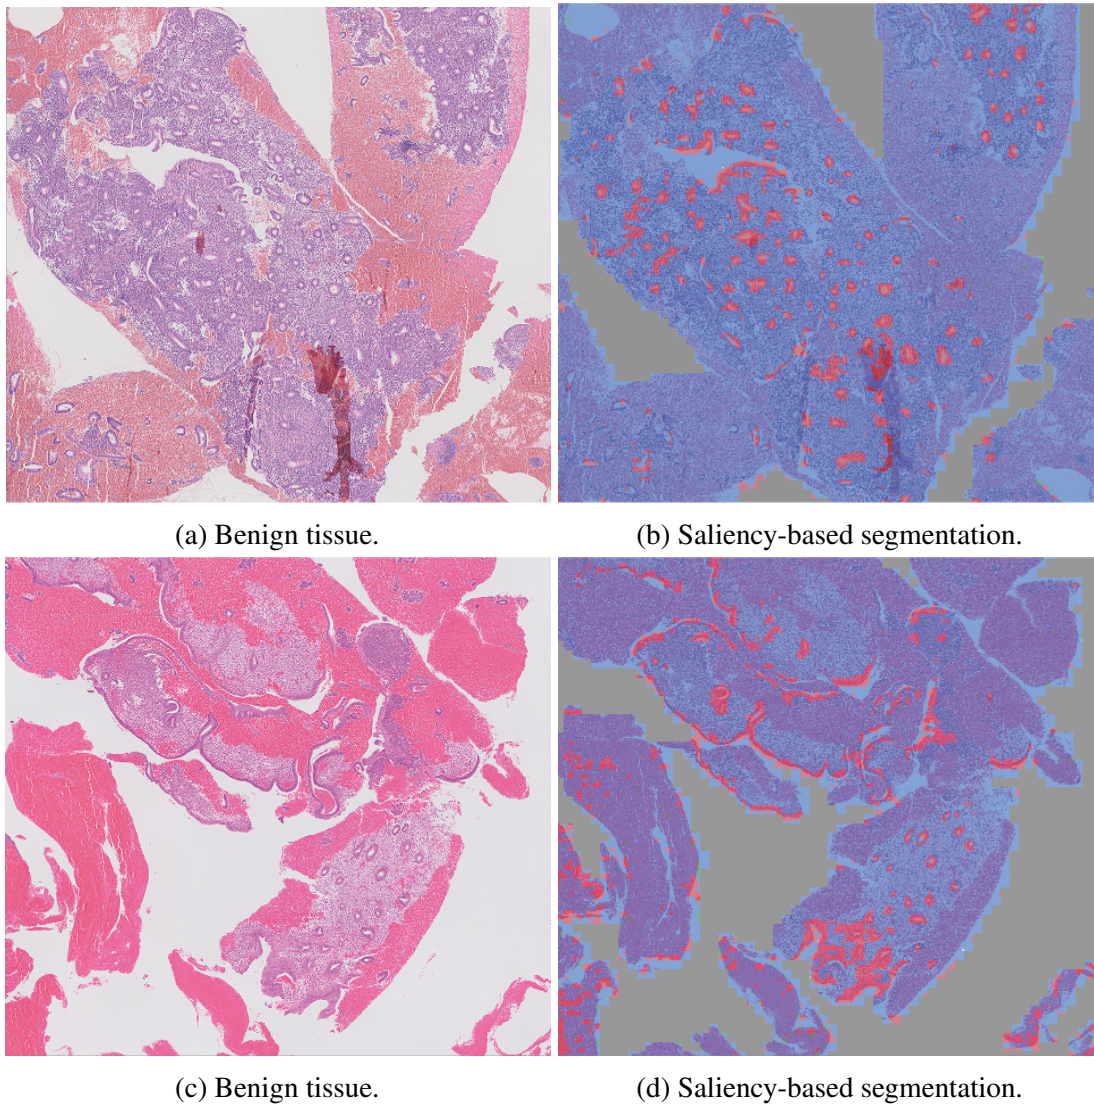 (a) Benign tissue.
(b) Saliency-based segmentation.
(c) Benign tissue.
(d) Saliency-based segmentation.